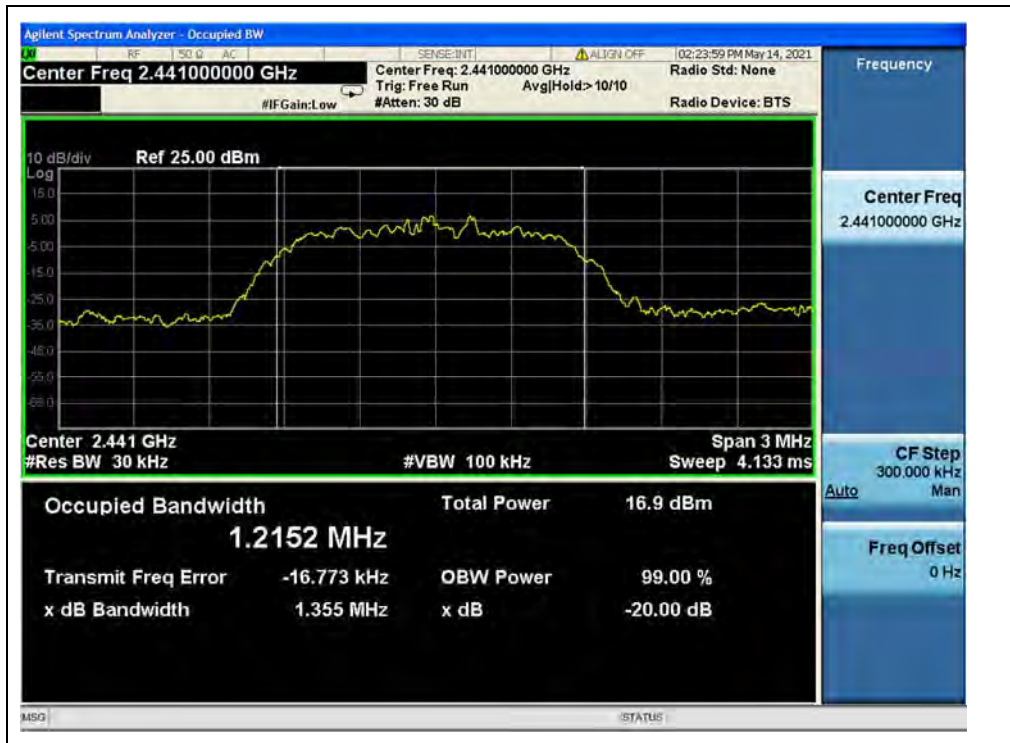 Agilent Spectrum Analyzer - Occupied BW
LXI RF 50 Ω AC SENSE:INT ALIGN OFF 02:23:59 PM May 14, 2021
Center Freq 2.441000000 GHz
Center Freq: 2.441000000 GHz
Radio Std: None
Trig: Free Run Avg|Hold:> 10/10
#IFGain:Low
#Atten: 30 dB
Radio Device: BTS
Frequency
10 dB/div Ref 25.00 dBm
Log
15.0
5.00
-5.00
-15.0
-25.0
-35.0
-45.0
-55.0
-65.0
Center 2.441 GHz Span 3 MHz
#Res BW 30 kHz #VBW 100 kHz Sweep 4.133 ms
Center Freq
2.441000000 GHz
CF Step
300.000 kHz
Auto Man
Freq Offset
0 Hz
Occupied Bandwidth Total Power 16.9 dBm
1.2152 MHz
Transmit Freq Error -16.773 kHz OBW Power 99.00 %
x dB Bandwidth 1.355 MHz x dB -20.00 dB
MSG STATUS